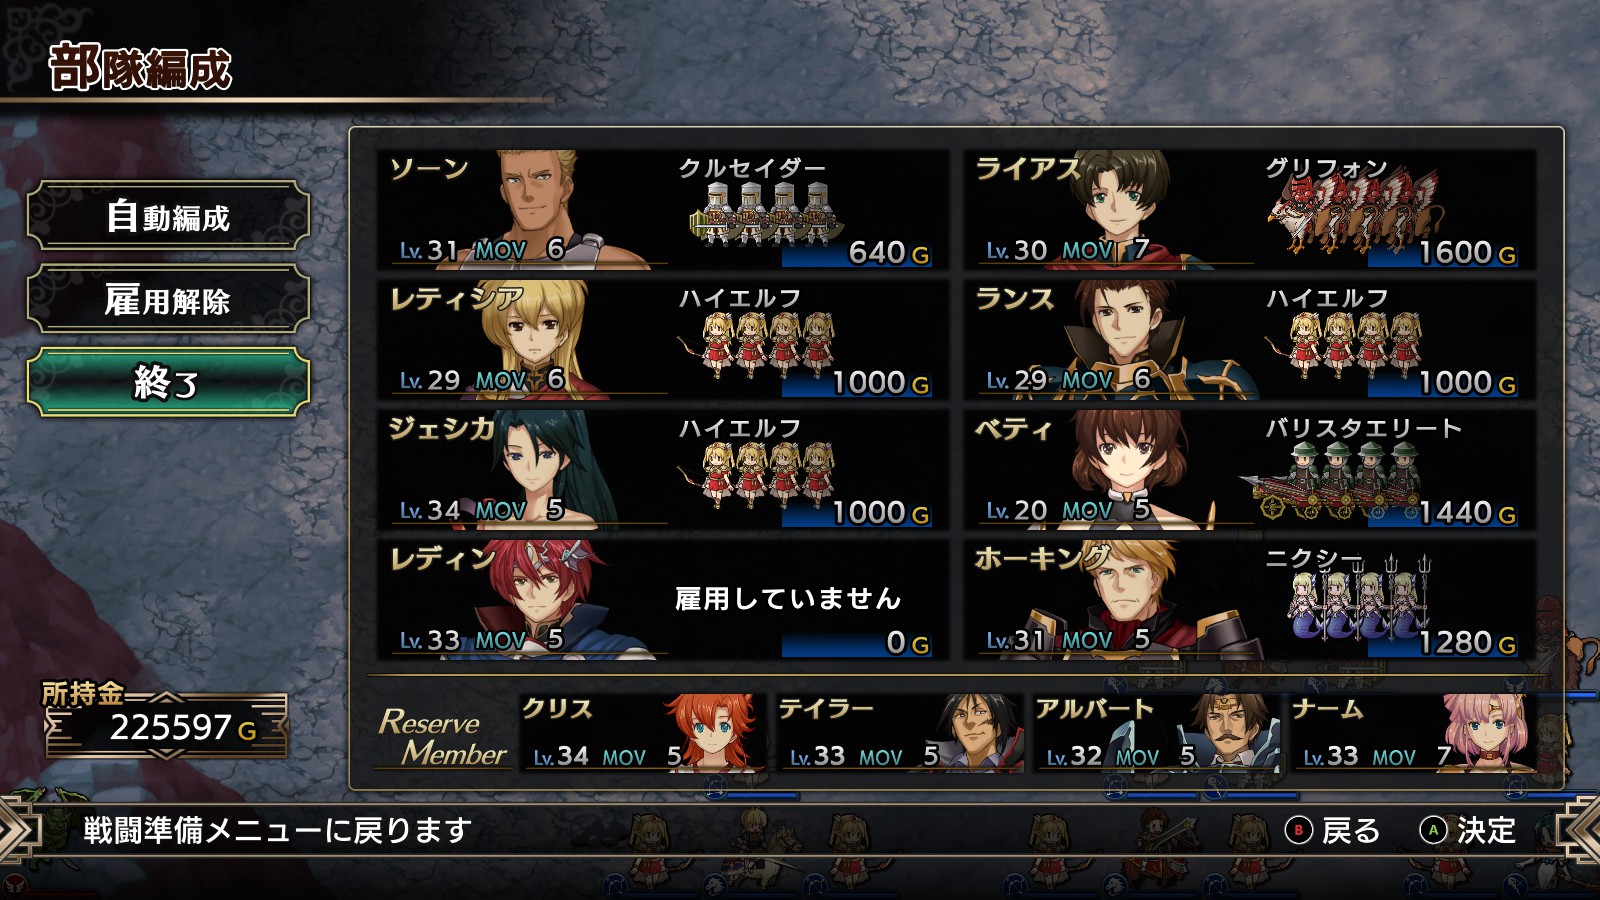 部隊編成
自動編成
雇用解除
終了
所持金
225597 G
ソーン
クルセイダー
Lv. 31 MOV 6
640 G
ライアス
グリフォン
Lv. 30 MOV 7
1600 G
レティシア
ハイエルフ
Lv. 29 MOV 6
1000 G
ランス
ハイエルフ
Lv. 29 MOV 6
1000 G
ジェシカ
ハイエルフ
Lv. 34 MOV 5
1000 G
ベティ
バリスタエリート
Lv. 20 MOV 5
1440 G
レディン
雇用していません
Lv. 33 MOV 5
0 G
ホーキング
ニクシー
Lv. 31 MOV 5
1280 G
Reserve
Member
クリス
Lv. 34 MOV 5
テイラー
Lv. 33 MOV 5
アルバート
Lv. 32 MOV 5
ナーム
Lv. 33 MOV 7
戦闘準備メニューに戻ります
B 戻る A 決定